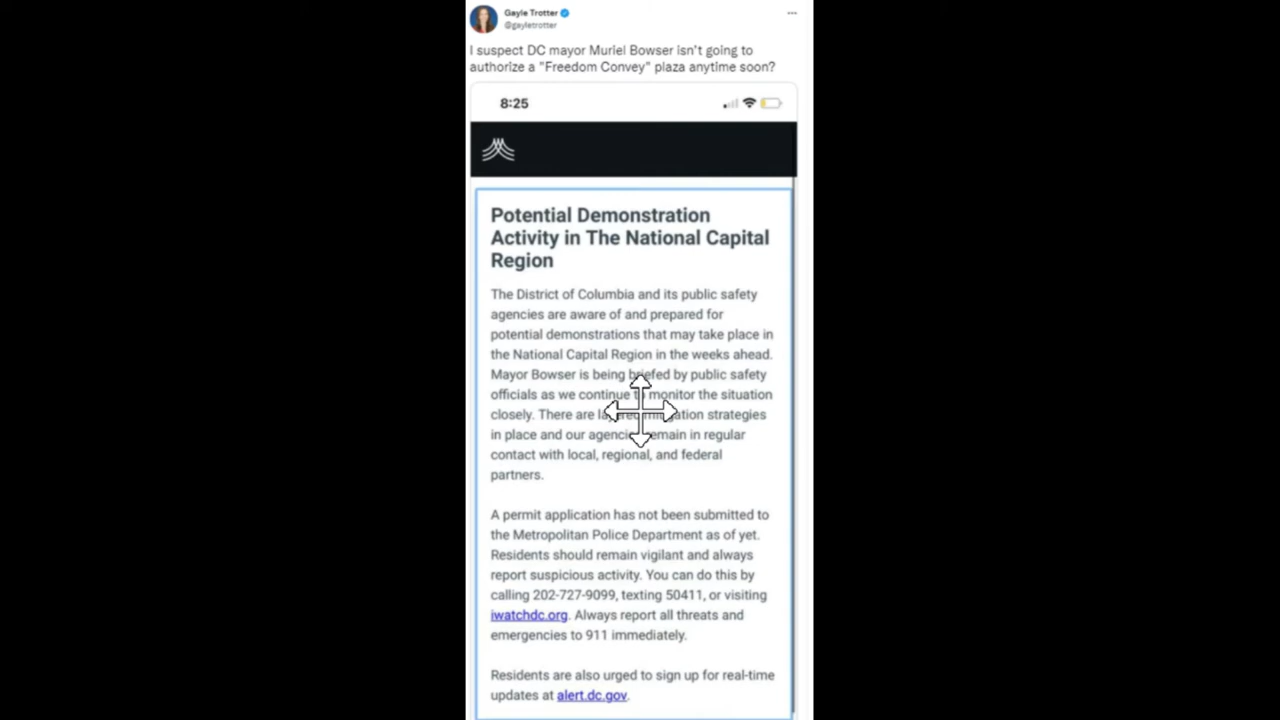 Gayle Trotter
@gayletrotter
I suspect DC mayor Muriel Bowser isn't going to
authorize a "Freedom Convey" plaza anytime soon?
8:25
Potential Demonstration
Activity in The National Capital
Region
The District of Columbia and its public safety
agencies are aware of and prepared for
potential demonstrations that may take place in
the National Capital Region in the weeks ahead.
Mayor Bowser is being briefed by public safety
officials as we continue to monitor the situation
closely. There are layered mitigation strategies
in place and our agencies remain in regular
contact with local, regional, and federal
partners.
A permit application has not been submitted to
the Metropolitan Police Department as of yet.
Residents should remain vigilant and always
report suspicious activity. You can do this by
calling 202-727-9099, texting 50411, or visiting
iwatchdc.org. Always report all threats and
emergencies to 911 immediately.
Residents are also urged to sign up for real-time
updates at alert.dc.gov.